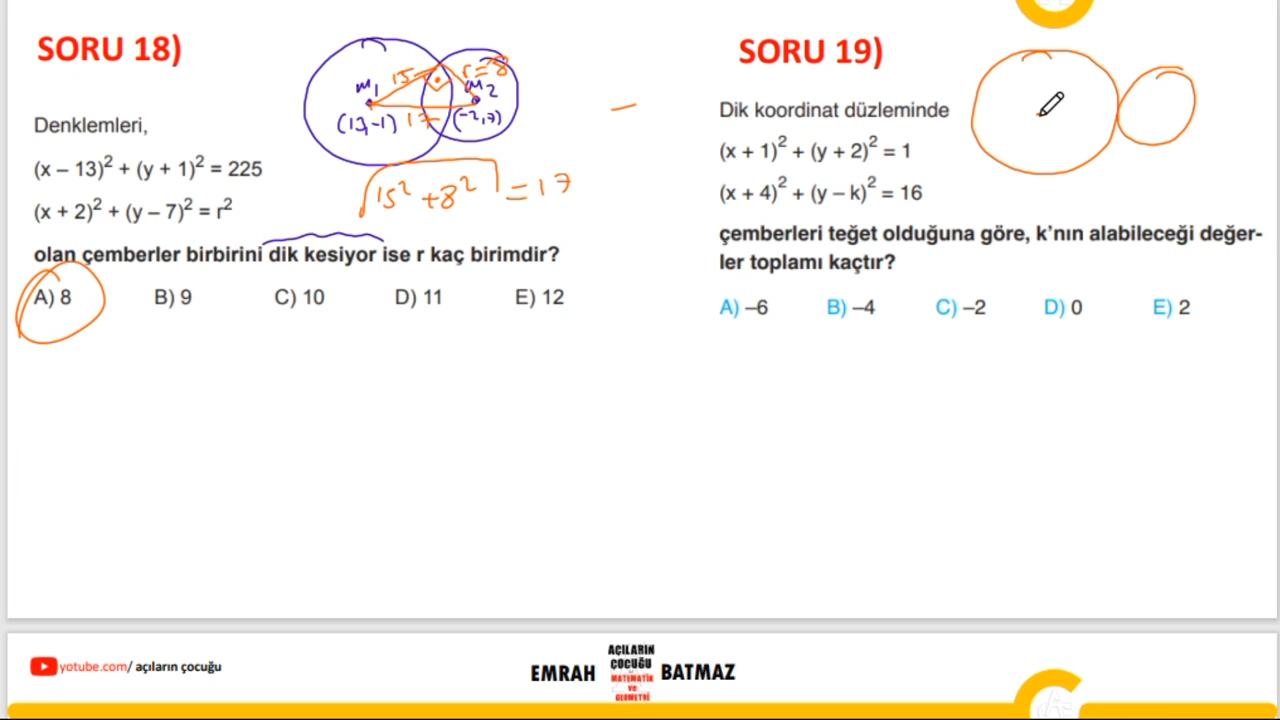 SORU 18)
Denklemleri,
(x – 13)² + (y + 1)² = 225
(x + 2)² + (y – 7)² = r²
olan çemberler birbirini dik kesiyor ise r kaç birimdir?
A) 8 B) 9 C) 10 D) 11 E) 12
15 r = 8
M1 M2
(13,-1) 17 (-2,7)
√15² + 8² = 17
SORU 19)
Dik koordinat düzleminde
(x + 1)² + (y + 2)² = 1
(x + 4)² + (y – k)² = 16
çemberleri teğet olduğuna göre, k'nın alabileceği değer-
ler toplamı kaçtır?
A) –6 B) –4 C) –2 D) 0 E) 2
yotube.com/ açıların çocuğu
EMRAH AÇILARIN ÇOCUĞU MATEMATİK ve GEOMETRİ BATMAZ